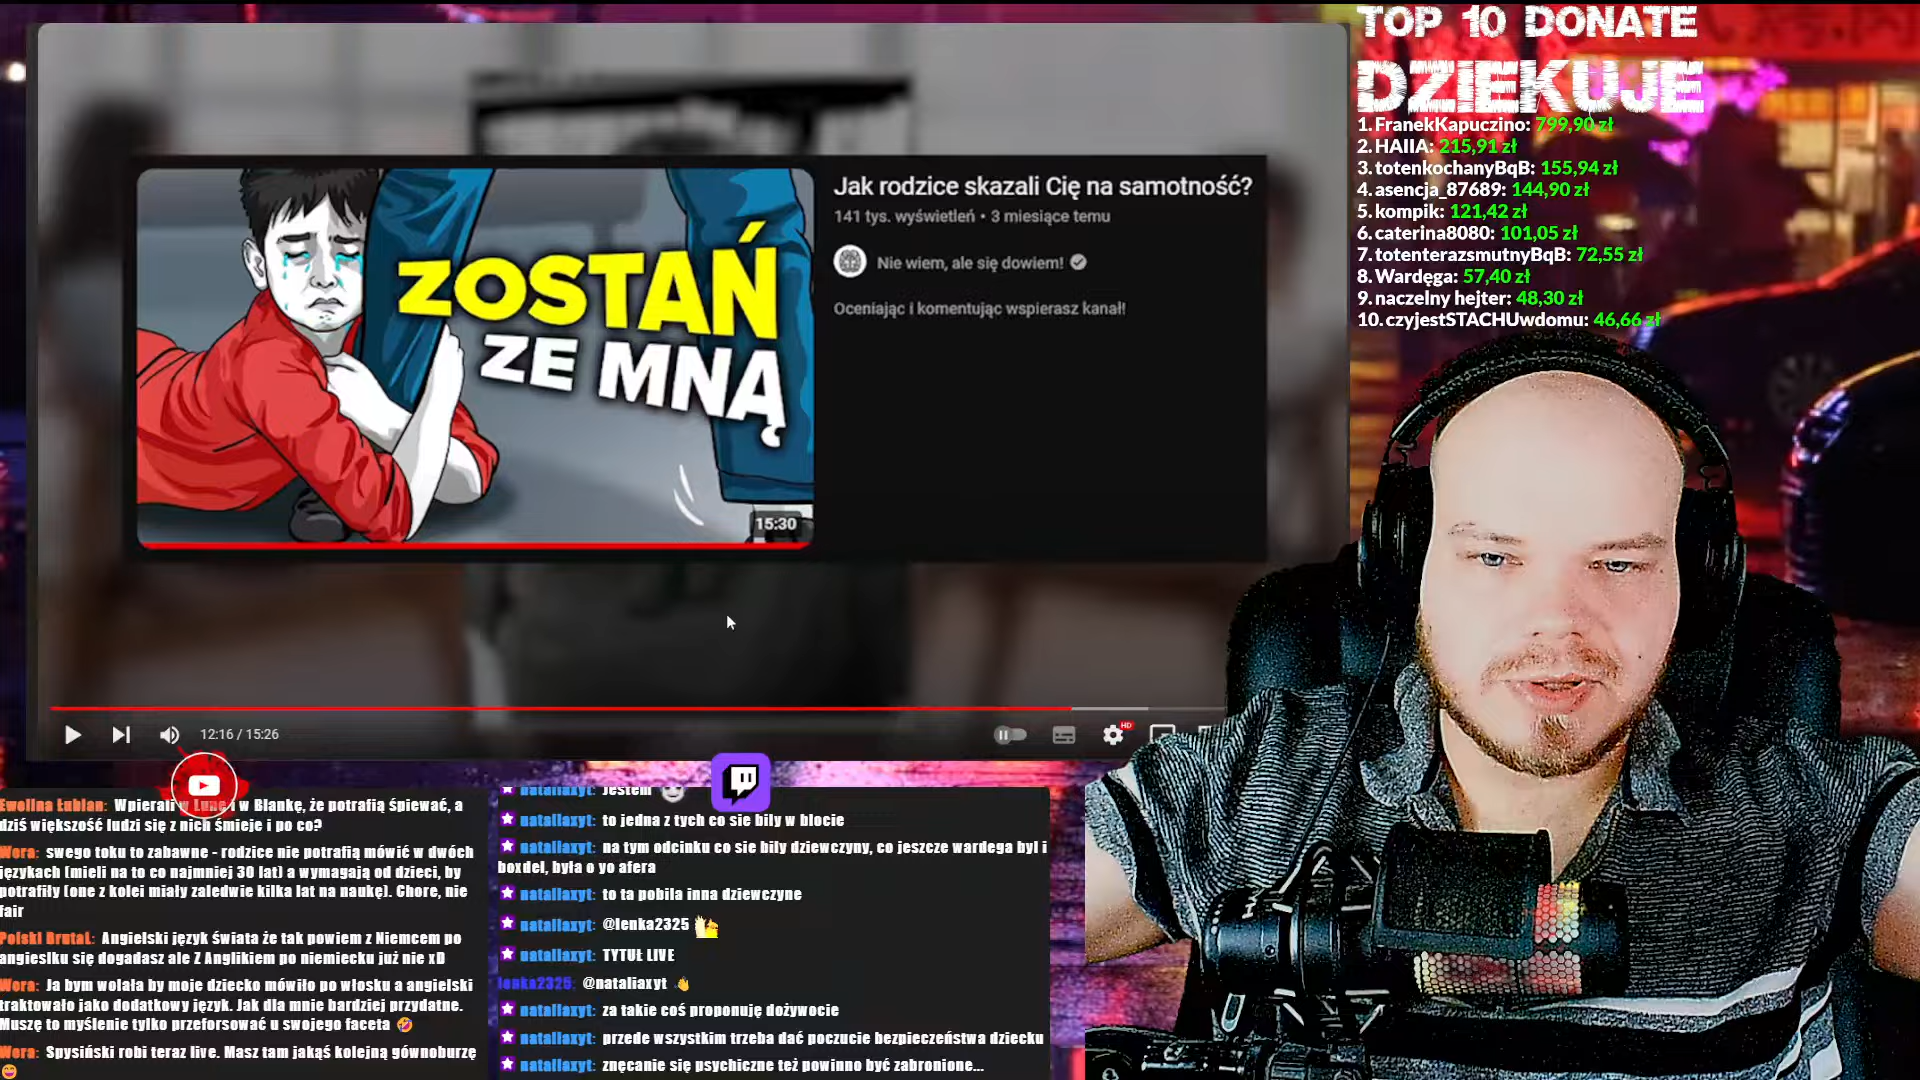 TOP 10 DONATE
DZIEKUJE
1. FranekKapuczino: 799,90 zł
2. HAIIA: 215,91 zł
3. totenkochanyBqB: 155,94 zł
4. asencja_87689: 144,90 zł
5. kompik: 121,42 zł
6. caterina8080: 101,05 zł
7. totenterazsmutnyBqB: 72,55 zł
8. Wardęga: 57,40 zł
9. naczelny hejter: 48,30 zł
10. czyjestSTACHUwdomu: 46,66 zł
Jak rodzice skazali Cię na samotność?
141 tys. wyświetleń • 3 miesiące temu
Nie wiem, ale się dowiem!
Oceniając i komentując wspierasz kanał!
ZOSTAŃ
ZE MNĄ
15:30
12:16 / 15:26
HD
Ewolina Łubian: Wpierali w Lunę i w Blankę, że potrafią śpiewać, a
dziś większość ludzi się z nich śmieje i po co?
Wera: swego toku to zabawne - rodzice nie potrafią mówić w dwóch
językach (mieli na to co najmniej 30 lat) a wymagają od dzieci, by
potrafiły (one z kolei miały zaledwie kilka lat na naukę). Chore, nie
fair
Polski Brutal: Angielski język świata że tak powiem z Niemcem po
angieslku się dogadasz ale Z Anglikiem po niemiecku już nie xD
Wera: Ja bym wolała by moje dziecko mówiło po włosku a angielski
traktowało jako dodatkowy język. Jak dla mnie bardziej przydatne.
Muszę to myślenie tylko przeforsować u swojego faceta 🤣
Wera: Spysiński robi teraz live. Masz tam jakąś kolejną gównoburzę
😄
nataliaxyt: Jestem
nataliaxyt: to jedna z tych co sie bily w blocie
nataliaxyt: na tym odcinku co sie bily dziewczyny, co jeszcze wardega byl i
boxdel, była o yo afera
nataliaxyt: to ta pobila inna dziewczyne
nataliaxyt: @lenka2325
nataliaxyt: TYTUŁ LIVE
lenka2325: @nataliaxyt 👋
nataliaxyt: za takie coś proponuję dożywocie
nataliaxyt: przede wszystkim trzeba dać poczucie bezpieczeństwa dziecku
nataliaxyt: znęcanie się psychiczne też powinno być zabronione...